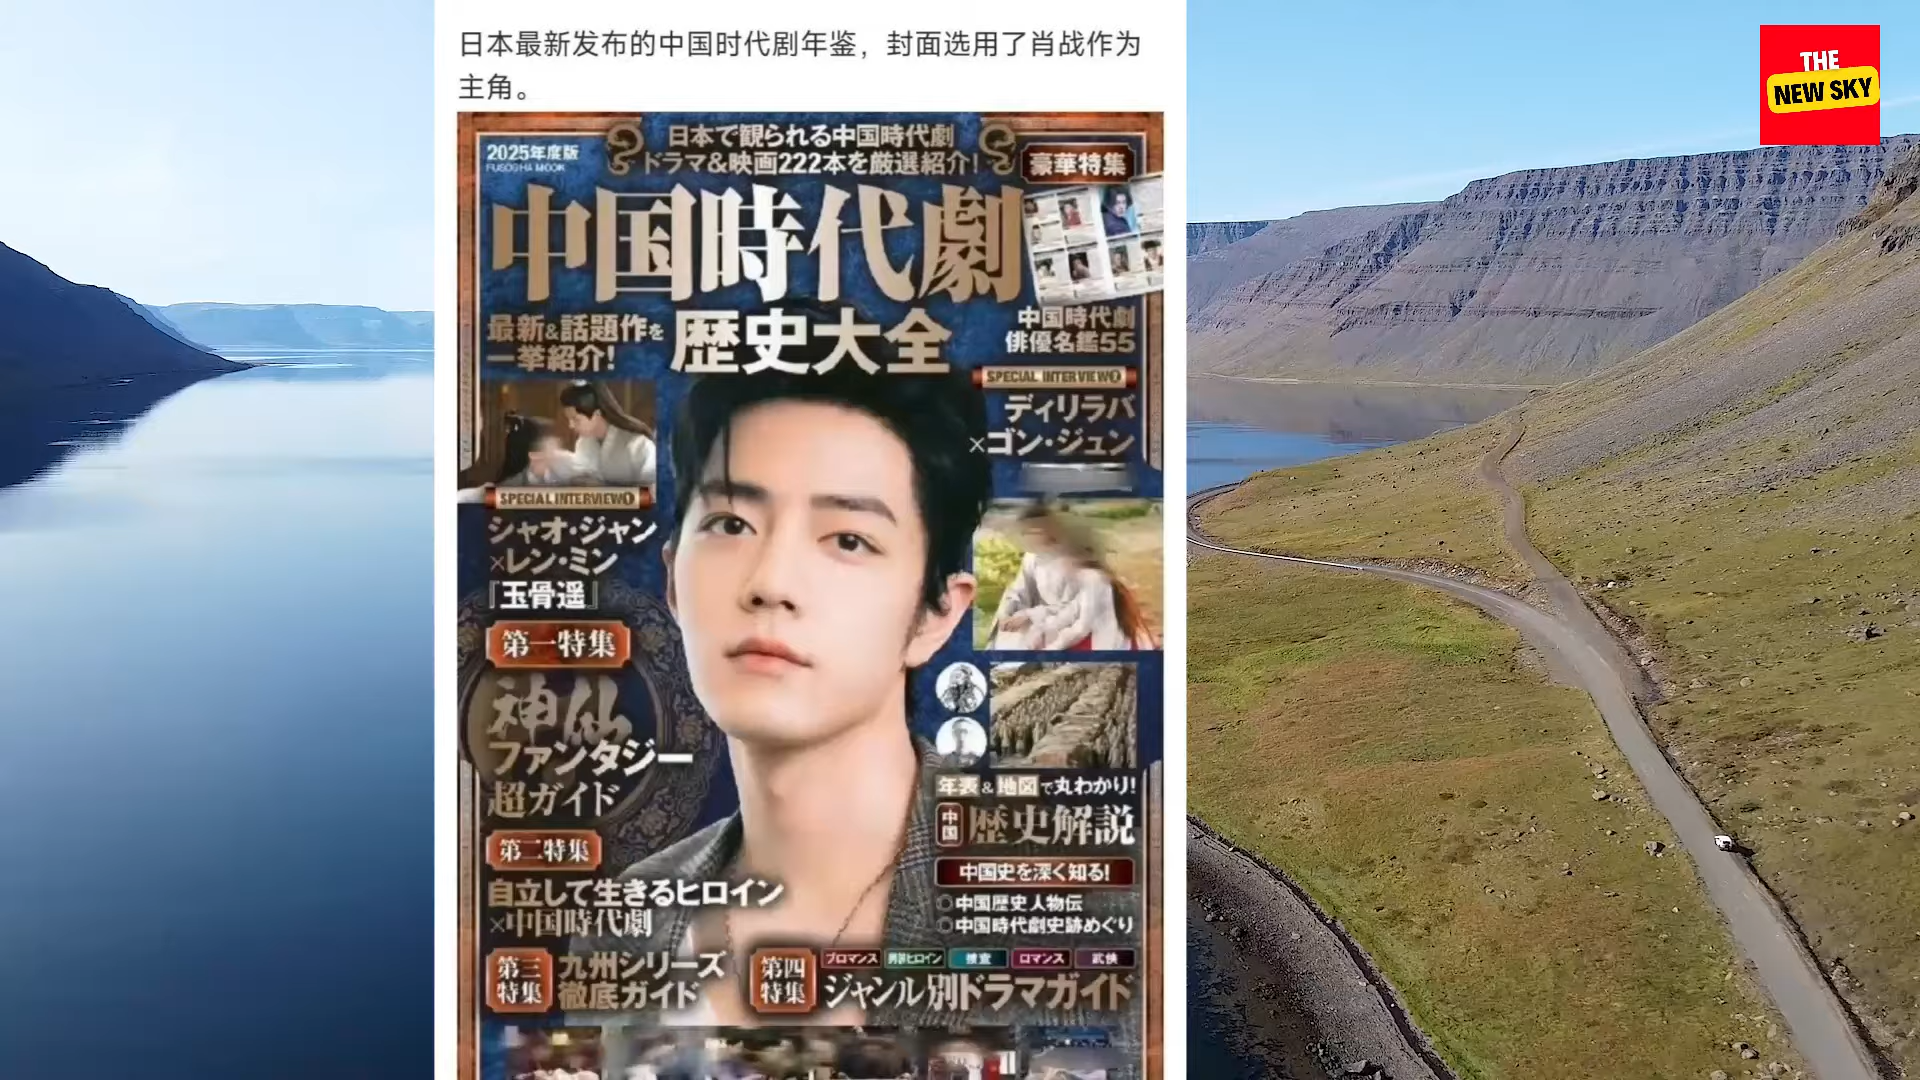 日本最新发布的中国时代剧年鉴，封面选用了肖战作为
主角。
THE
NEW SKY
2025年度版
FUSOSHA MOOK
日本で観られる中国時代劇
ドラマ&映画222本を厳選紹介！
豪華特集
中国時代劇
歴史大全
最新&話題作を
一挙紹介！
中国時代劇
俳優名鑑55
SPECIAL INTERVIEW❷
ディリラバ
×ゴン・ジュン
SPECIAL INTERVIEW❶
シャオ・ジャン
×レン・ミン
『玉骨遥』
第一特集
神仙
ファンタジー
超ガイド
第二特集
自立して生きるヒロイン
×中国時代劇
年表&地図で丸わかり！
中国
歴史解説
中国史を深く知る！
○中国歴史人物伝
○中国時代劇史跡めぐり
第三
特集
九州シリーズ
徹底ガイド
第四
特集
ブロマンス
男装ヒロイン
捜査
ロマンス
武侠
ジャンル別ドラマガイド